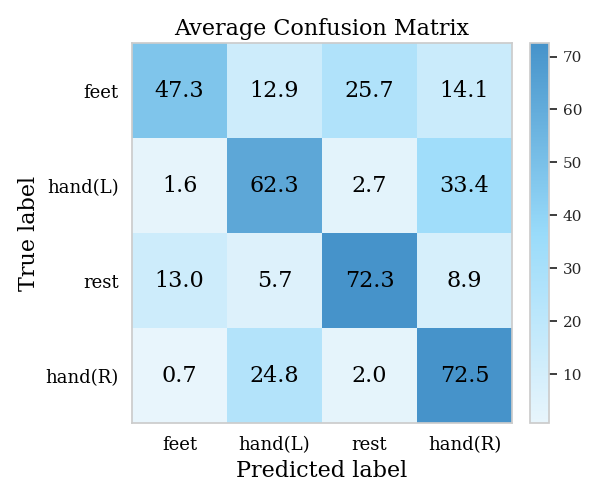 Average Confusion Matrix
True label
feet 47.3 12.9 25.7 14.1
hand(L) 1.6 62.3 2.7 33.4
rest 13.0 5.7 72.3 8.9
hand(R) 0.7 24.8 2.0 72.5
feet hand(L) rest hand(R)
Predicted label
70
60
50
40
30
20
10